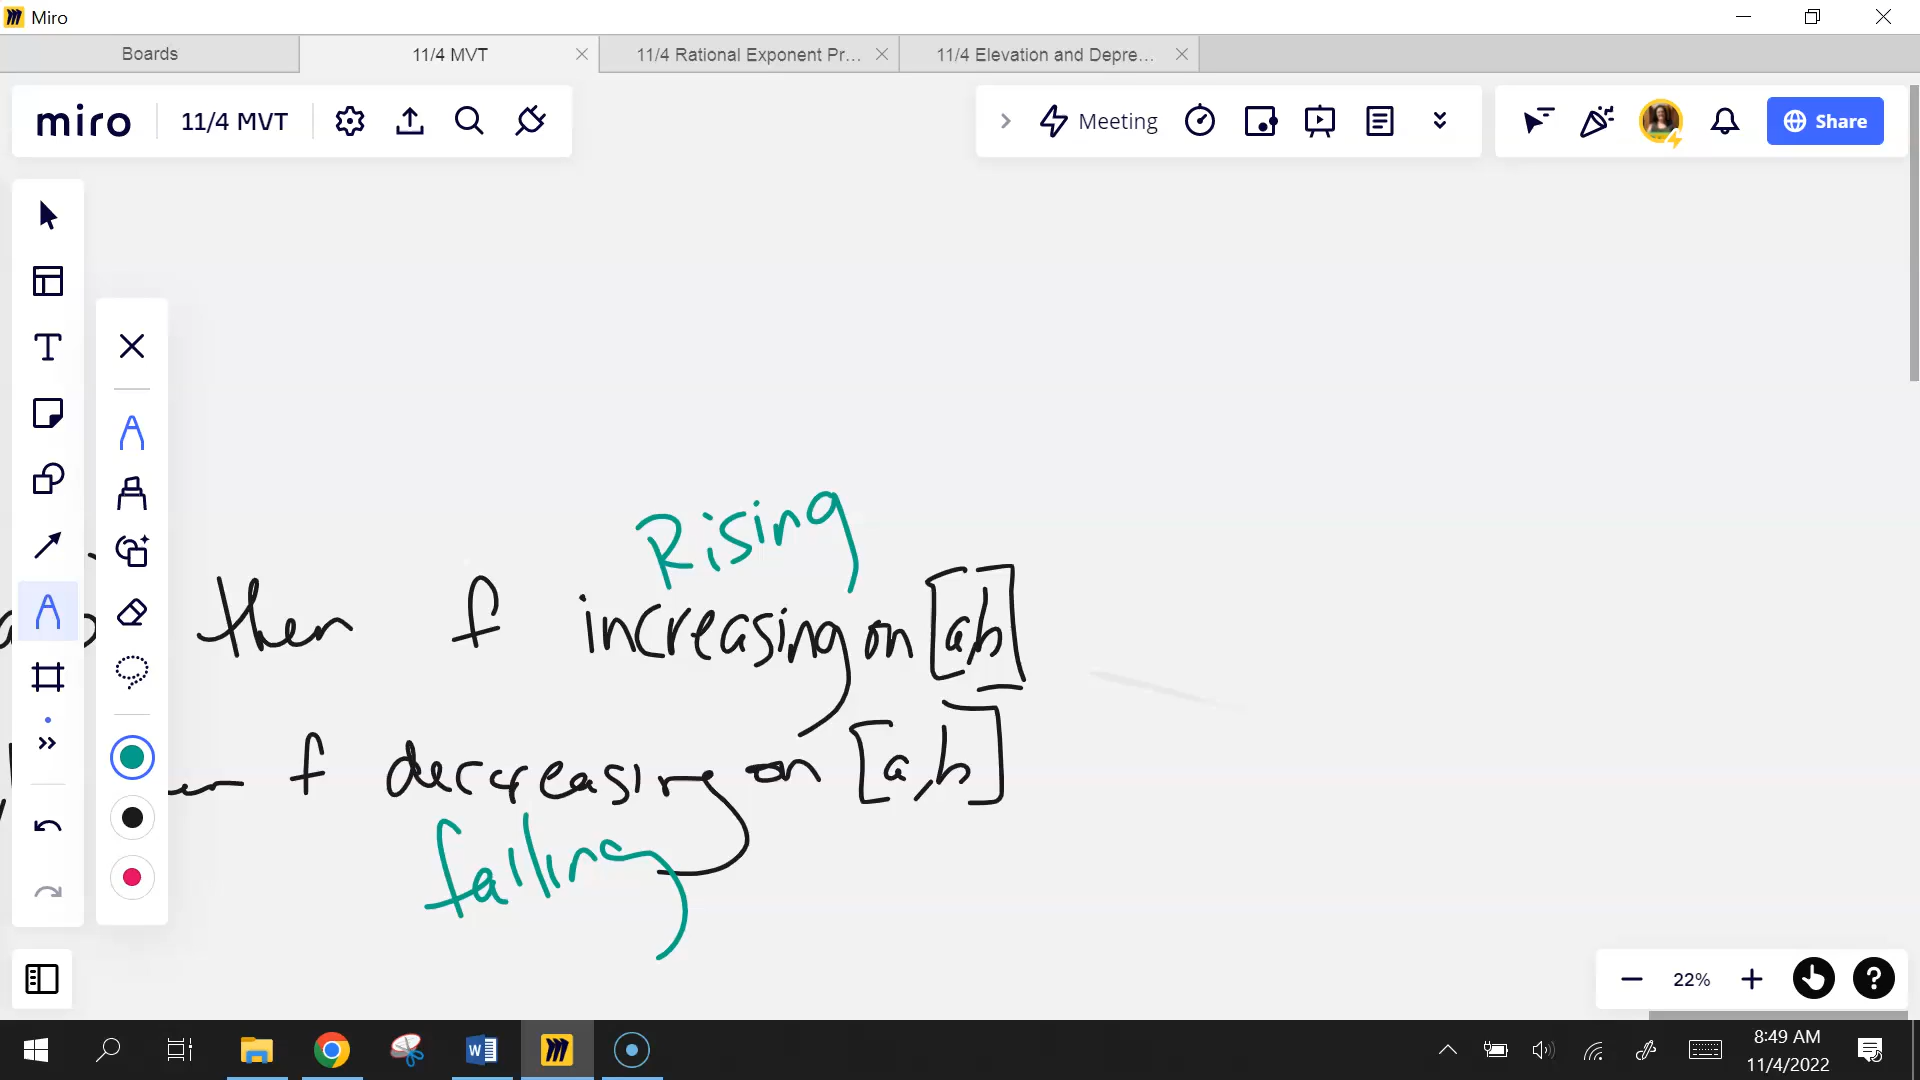 Miro
Boards
11/4 MVT
11/4 Rational Exponent Pr...
11/4 Elevation and Depre...
miro
11/4 MVT
Meeting
Share
Rising
then f increasing on [a,b]
f decreasing on [a,b]
falling
22%
8:49 AM
11/4/2022